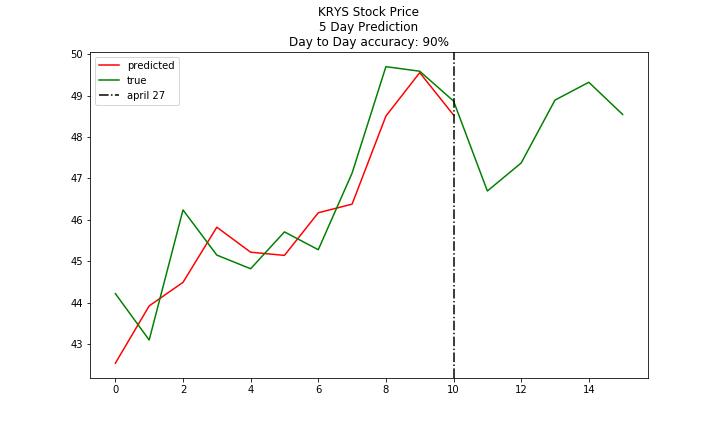 KRYS Stock Price
5 Day Prediction
Day to Day accuracy: 90%
predicted
true
april 27
50
49
48
47
46
45
44
43
0 2 4 6 8 10 12 14